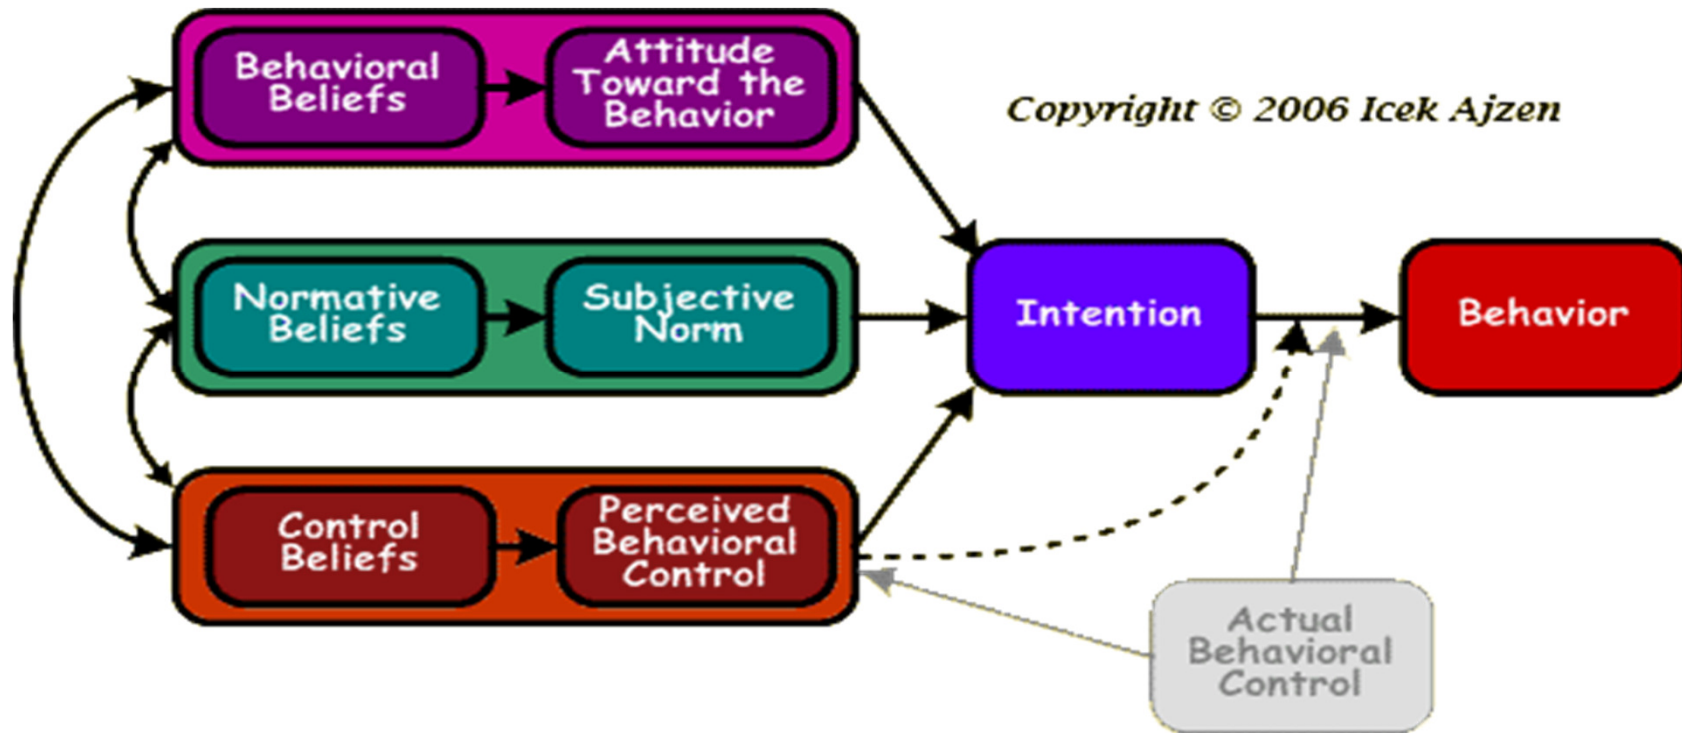 Behavioral
Beliefs
Attitude
Toward the
Behavior
Copyright © 2006 Icek Ajzen
Normative
Beliefs
Subjective
Norm
Intention
Behavior
Control
Beliefs
Perceived
Behavioral
Control
Actual
Behavioral
Control